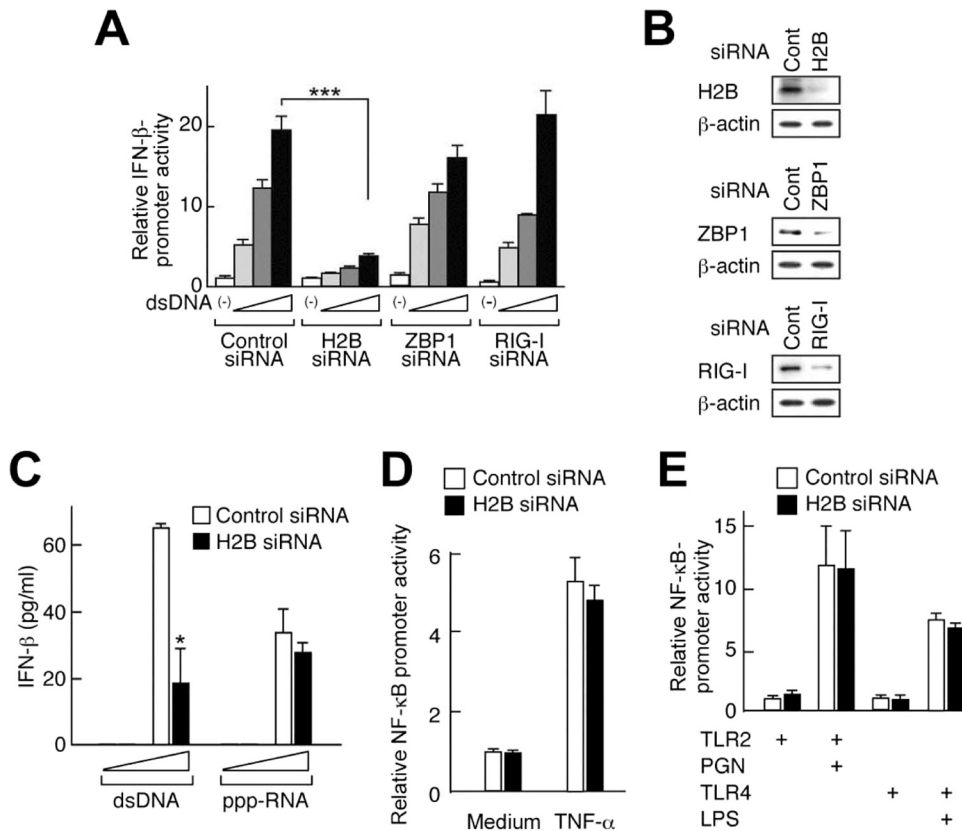 A
Relative IFN-β-
promoter activity
20
10
0
***
dsDNA
(-)
(-)
(-)
(-)
Control
siRNA
H2B
siRNA
ZBP1
siRNA
RIG-I
siRNA
B
siRNA
Cont
H2B
H2B
β-actin
siRNA
Cont
ZBP1
ZBP1
β-actin
siRNA
Cont
RIG-I
RIG-I
β-actin
C
Control siRNA
H2B siRNA
IFN-β (pg/ml)
60
40
20
0
*
dsDNA
ppp-RNA
D
Control siRNA
H2B siRNA
Relative NF-κB promoter activity
6
4
2
0
Medium
TNF-α
E
Control siRNA
H2B siRNA
Relative NF-κB-
promoter activity
15
10
5
0
TLR2 + +
PGN +
TLR4 + +
LPS +